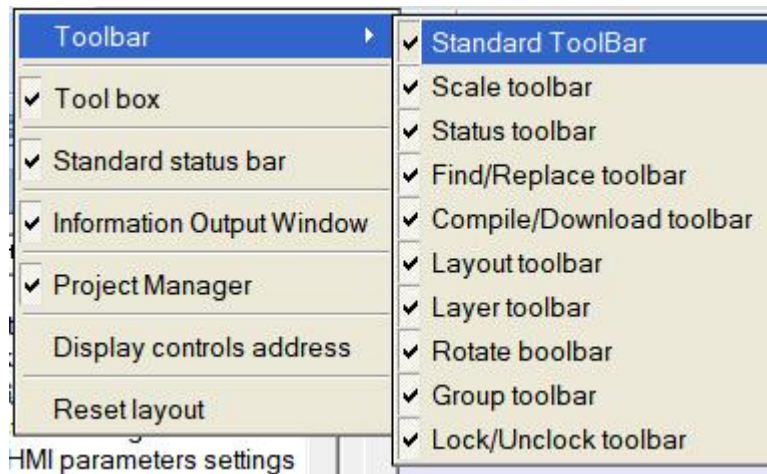 Toolbar
Tool box
Standard status bar
Information Output Window
Project Manager
Display controls address
Reset layout
HMI parameters settings
Standard ToolBar
Scale toolbar
Status toolbar
Find/Replace toolbar
Compile/Download toolbar
Layout toolbar
Layer toolbar
Rotate boolbar
Group toolbar
Lock/Unclock toolbar